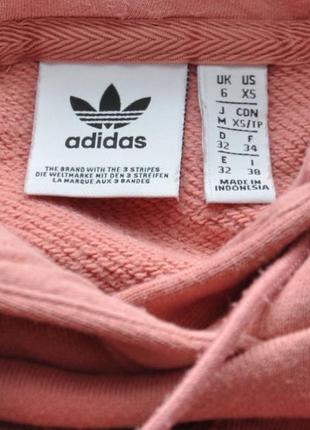 adidas
THE BRAND WITH THE 3 STRIPES
DIE WELTMARKE MIT DEN 3 STREIFEN
LA MARQUE AUX 3 BANDES
UK US
6 XS
J CDN
M XS/TP
D F
32 34
E I
32 38
MADE IN
INDONESIA